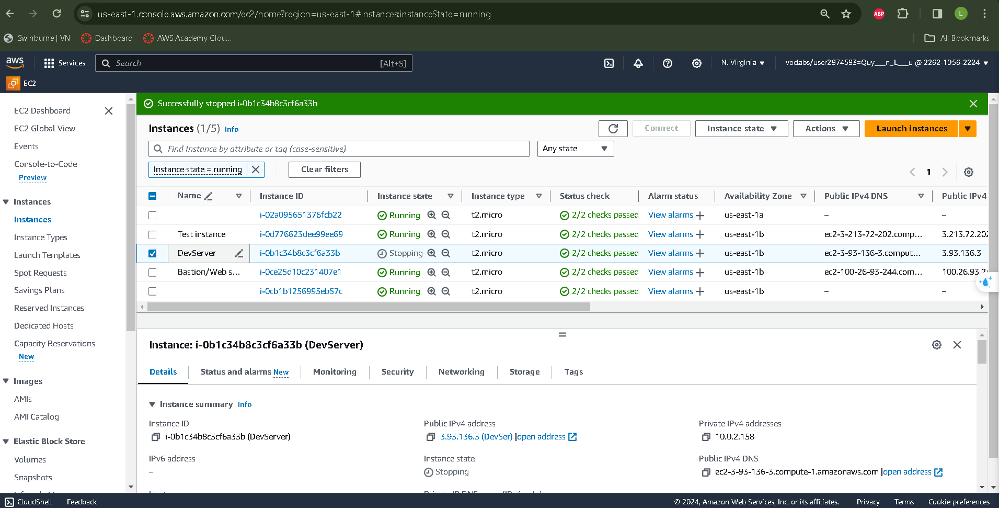 us-east-1.console.aws.amazon.com/ec2/home?region=us-east-1#Instances:instanceState=running
ABP
L
Swinburne | VN
Dashboard
AWS Academy Clou...
All Bookmarks
aws
Services
Search
[Alt+S]
N. Virginia
voclabs/user2974593=Quy___n_L___u @ 2262-1056-2224
EC2
EC2 Dashboard
EC2 Global View
Events
Console-to-Code
Preview
Instances
Instances
Instance Types
Launch Templates
Spot Requests
Savings Plans
Reserved Instances
Dedicated Hosts
Capacity Reservations
New
Images
AMIs
AMI Catalog
Elastic Block Store
Volumes
Snapshots
Successfully stopped i-0b1c34b8c3cf6a33b
Instances (1/5) Info
Connect
Instance state
Actions
Launch instances
Find Instance by attribute or tag (case-sensitive)
Any state
Instance state = running
Clear filters
1
Name Instance ID Instance state Instance type Status check Alarm status Availability Zone Public IPv4 DNS Public IPv4
i-02a095651376fcb22 Running t2.micro 2/2 checks passed View alarms + us-east-1a – –
Test instance i-0d776623dee99ee69 Running t2.micro 2/2 checks passed View alarms + us-east-1b ec2-3-213-72-202.comp... 3.213.72.202
DevServer i-0b1c34b8c3cf6a33b Stopping t2.micro 2/2 checks passed View alarms + us-east-1b ec2-3-93-136-3.comput... 3.93.136.3
Bastion/Web s... i-0ce25d10c231407e1 Running t2.micro 2/2 checks passed View alarms + us-east-1b ec2-100-26-93-244.com... 100.26.93.2
i-0cb1b1256995eb57c Running t2.micro 2/2 checks passed View alarms + us-east-1b – –
Instance: i-0b1c34b8c3cf6a33b (DevServer)
Details
Status and alarms New
Monitoring
Security
Networking
Storage
Tags
Instance summary Info
Instance ID
i-0b1c34b8c3cf6a33b (DevServer)
Public IPv4 address
3.93.136.3 (DevSer) |open address
Private IPv4 addresses
10.0.2.158
IPv6 address
–
Instance state
Stopping
Public IPv4 DNS
ec2-3-93-136-3.compute-1.amazonaws.com |open address
CloudShell
Feedback
© 2024, Amazon Web Services, Inc. or its affiliates.
Privacy
Terms
Cookie preferences